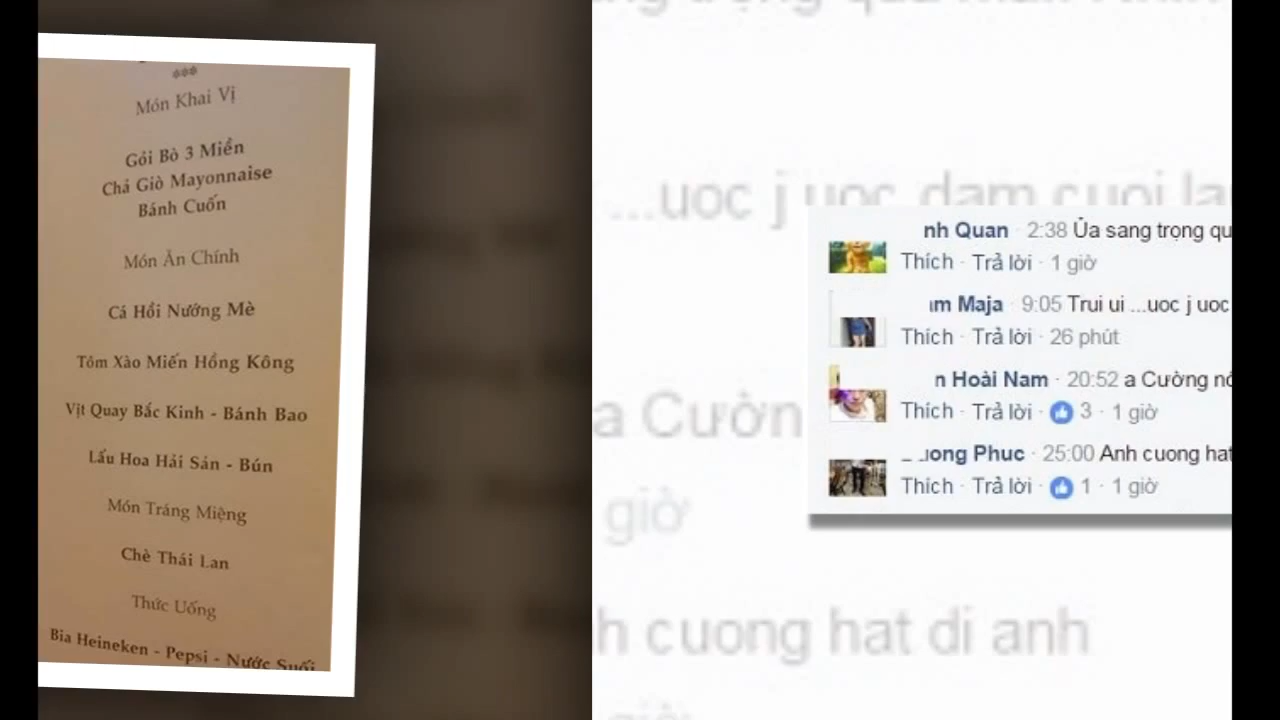 Món Khai Vị
Gỏi Bò 3 Miền
Chả Giò Mayonnaise
Bánh Cuốn
Món Ăn Chính
Cá Hồi Nướng Mè
Tôm Xào Miến Hồng Kông
Vịt Quay Bắc Kinh - Bánh Bao
Lẩu Hoa Hải Sản - Bún
Món Tráng Miệng
Chè Thái Lan
Thức Uống
Bia Heineken - Pepsi - Nước Suối
...uoc j uoc dam cuoi
a Cườn
giờ
h cuong hat di anh
giờ
nh Quan · 2:38 Ủa sang trọng qu
Thích · Trả lời · 1 giờ
m Maja · 9:05 Trui ui ...uoc j uoc
Thích · Trả lời · 26 phút
n Hoài Nam · 20:52 a Cường nó
Thích · Trả lời · 3 · 1 giờ
ong Phuc · 25:00 Anh cuong hat
Thích · Trả lời · 1 · 1 giờ